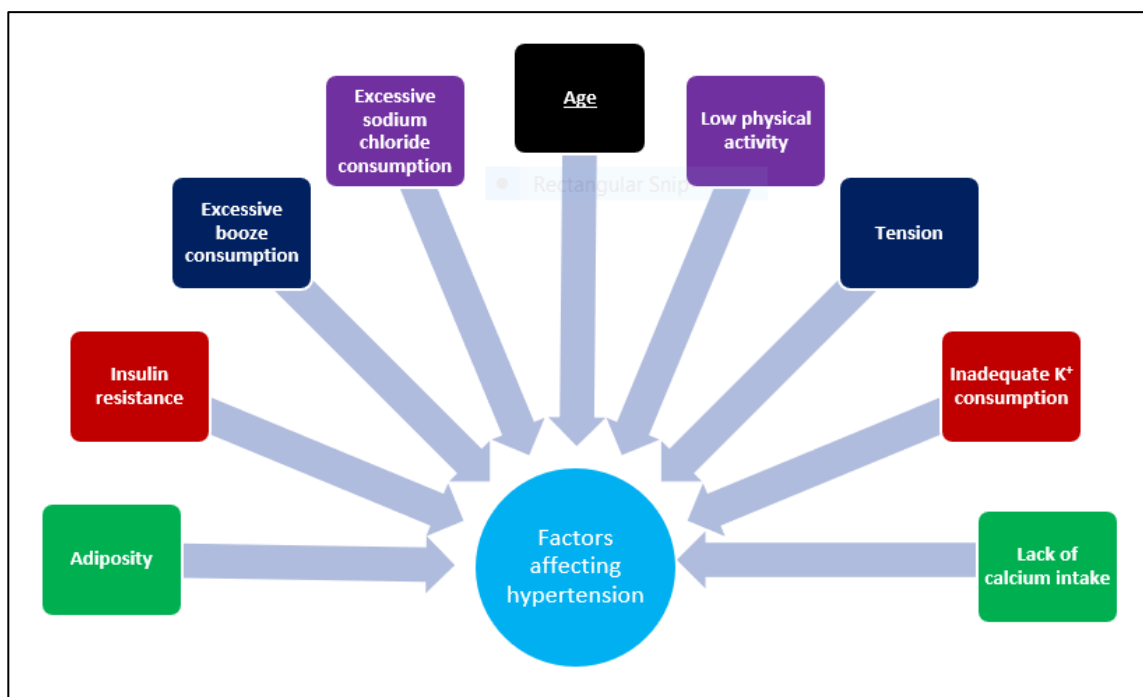 Age
Excessive
sodium
chloride
consumption
Low physical
activity
Rectangular Snip
Excessive
booze
consumption
Tension
Insulin
resistance
Inadequate K⁺
consumption
Adiposity
Factors
affecting
hypertension
Lack of
calcium intake